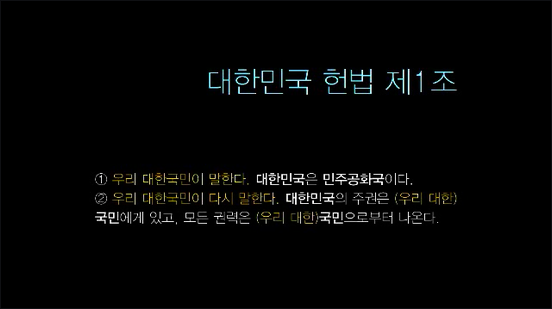 대한민국 헌법 제1조
① 우리 대한국민이 말한다. 대한민국은 민주공화국이다.
② 우리 대한국민이 다시 말한다. 대한민국의 주권은 (우리 대한)
국민에게 있고, 모든 권력은 (우리 대한)국민으로부터 나온다.